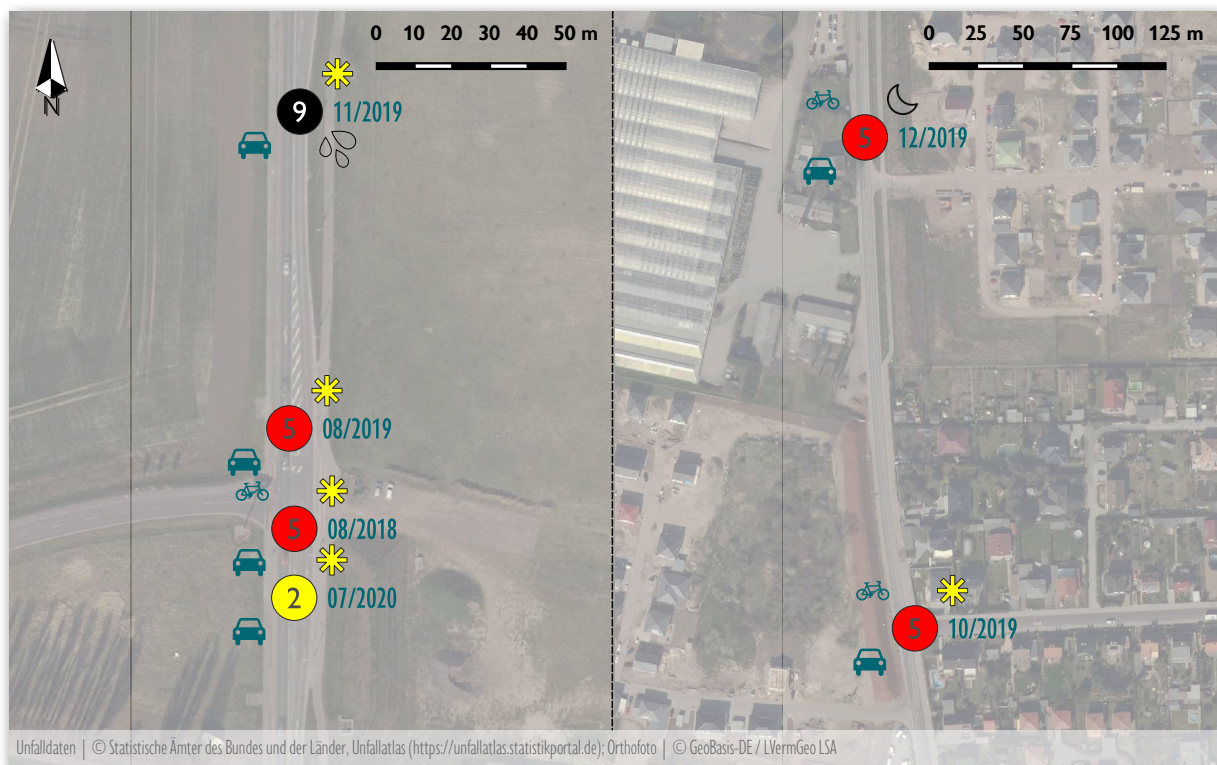 0 10 20 30 40 50 m
0 25 50 75 100 125 m
N
9 11/2019
5 12/2019
5 08/2019
5 08/2018
2 07/2020
5 10/2019
Unfalldaten | © Statistische Ämter des Bundes und der Länder, Unfallatlas (https://unfallatlas.statistikportal.de); Orthofoto | © GeoBasis-DE / LVermGeo LSA